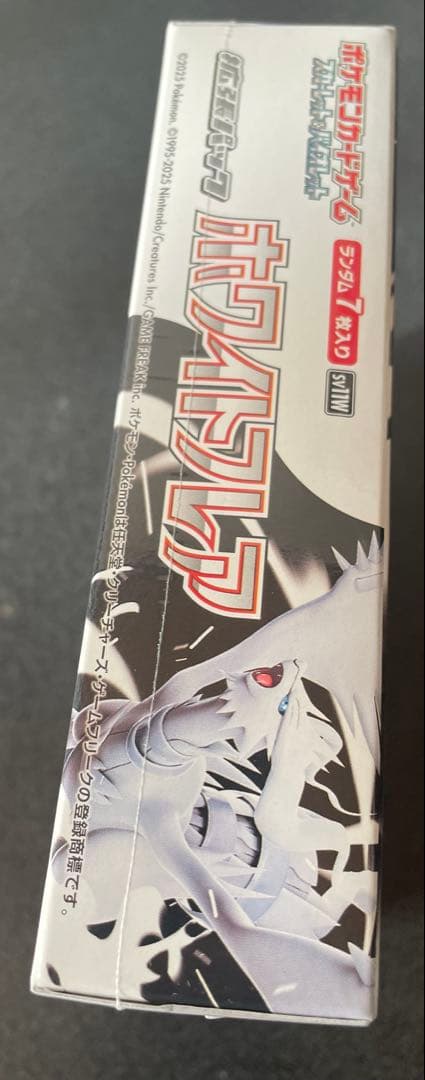 ポケモンカードゲーム
スカーレット&バイオレット
ランダム7枚入り
sv11W
拡張パック
ホワイトフレア
©2025 Pokémon. ©1995-2025 Nintendo/Creatures Inc./GAME FREAK inc. ポケモン・Pokémonは任天堂・クリーチャーズ・ゲームフリークの登録商標です。